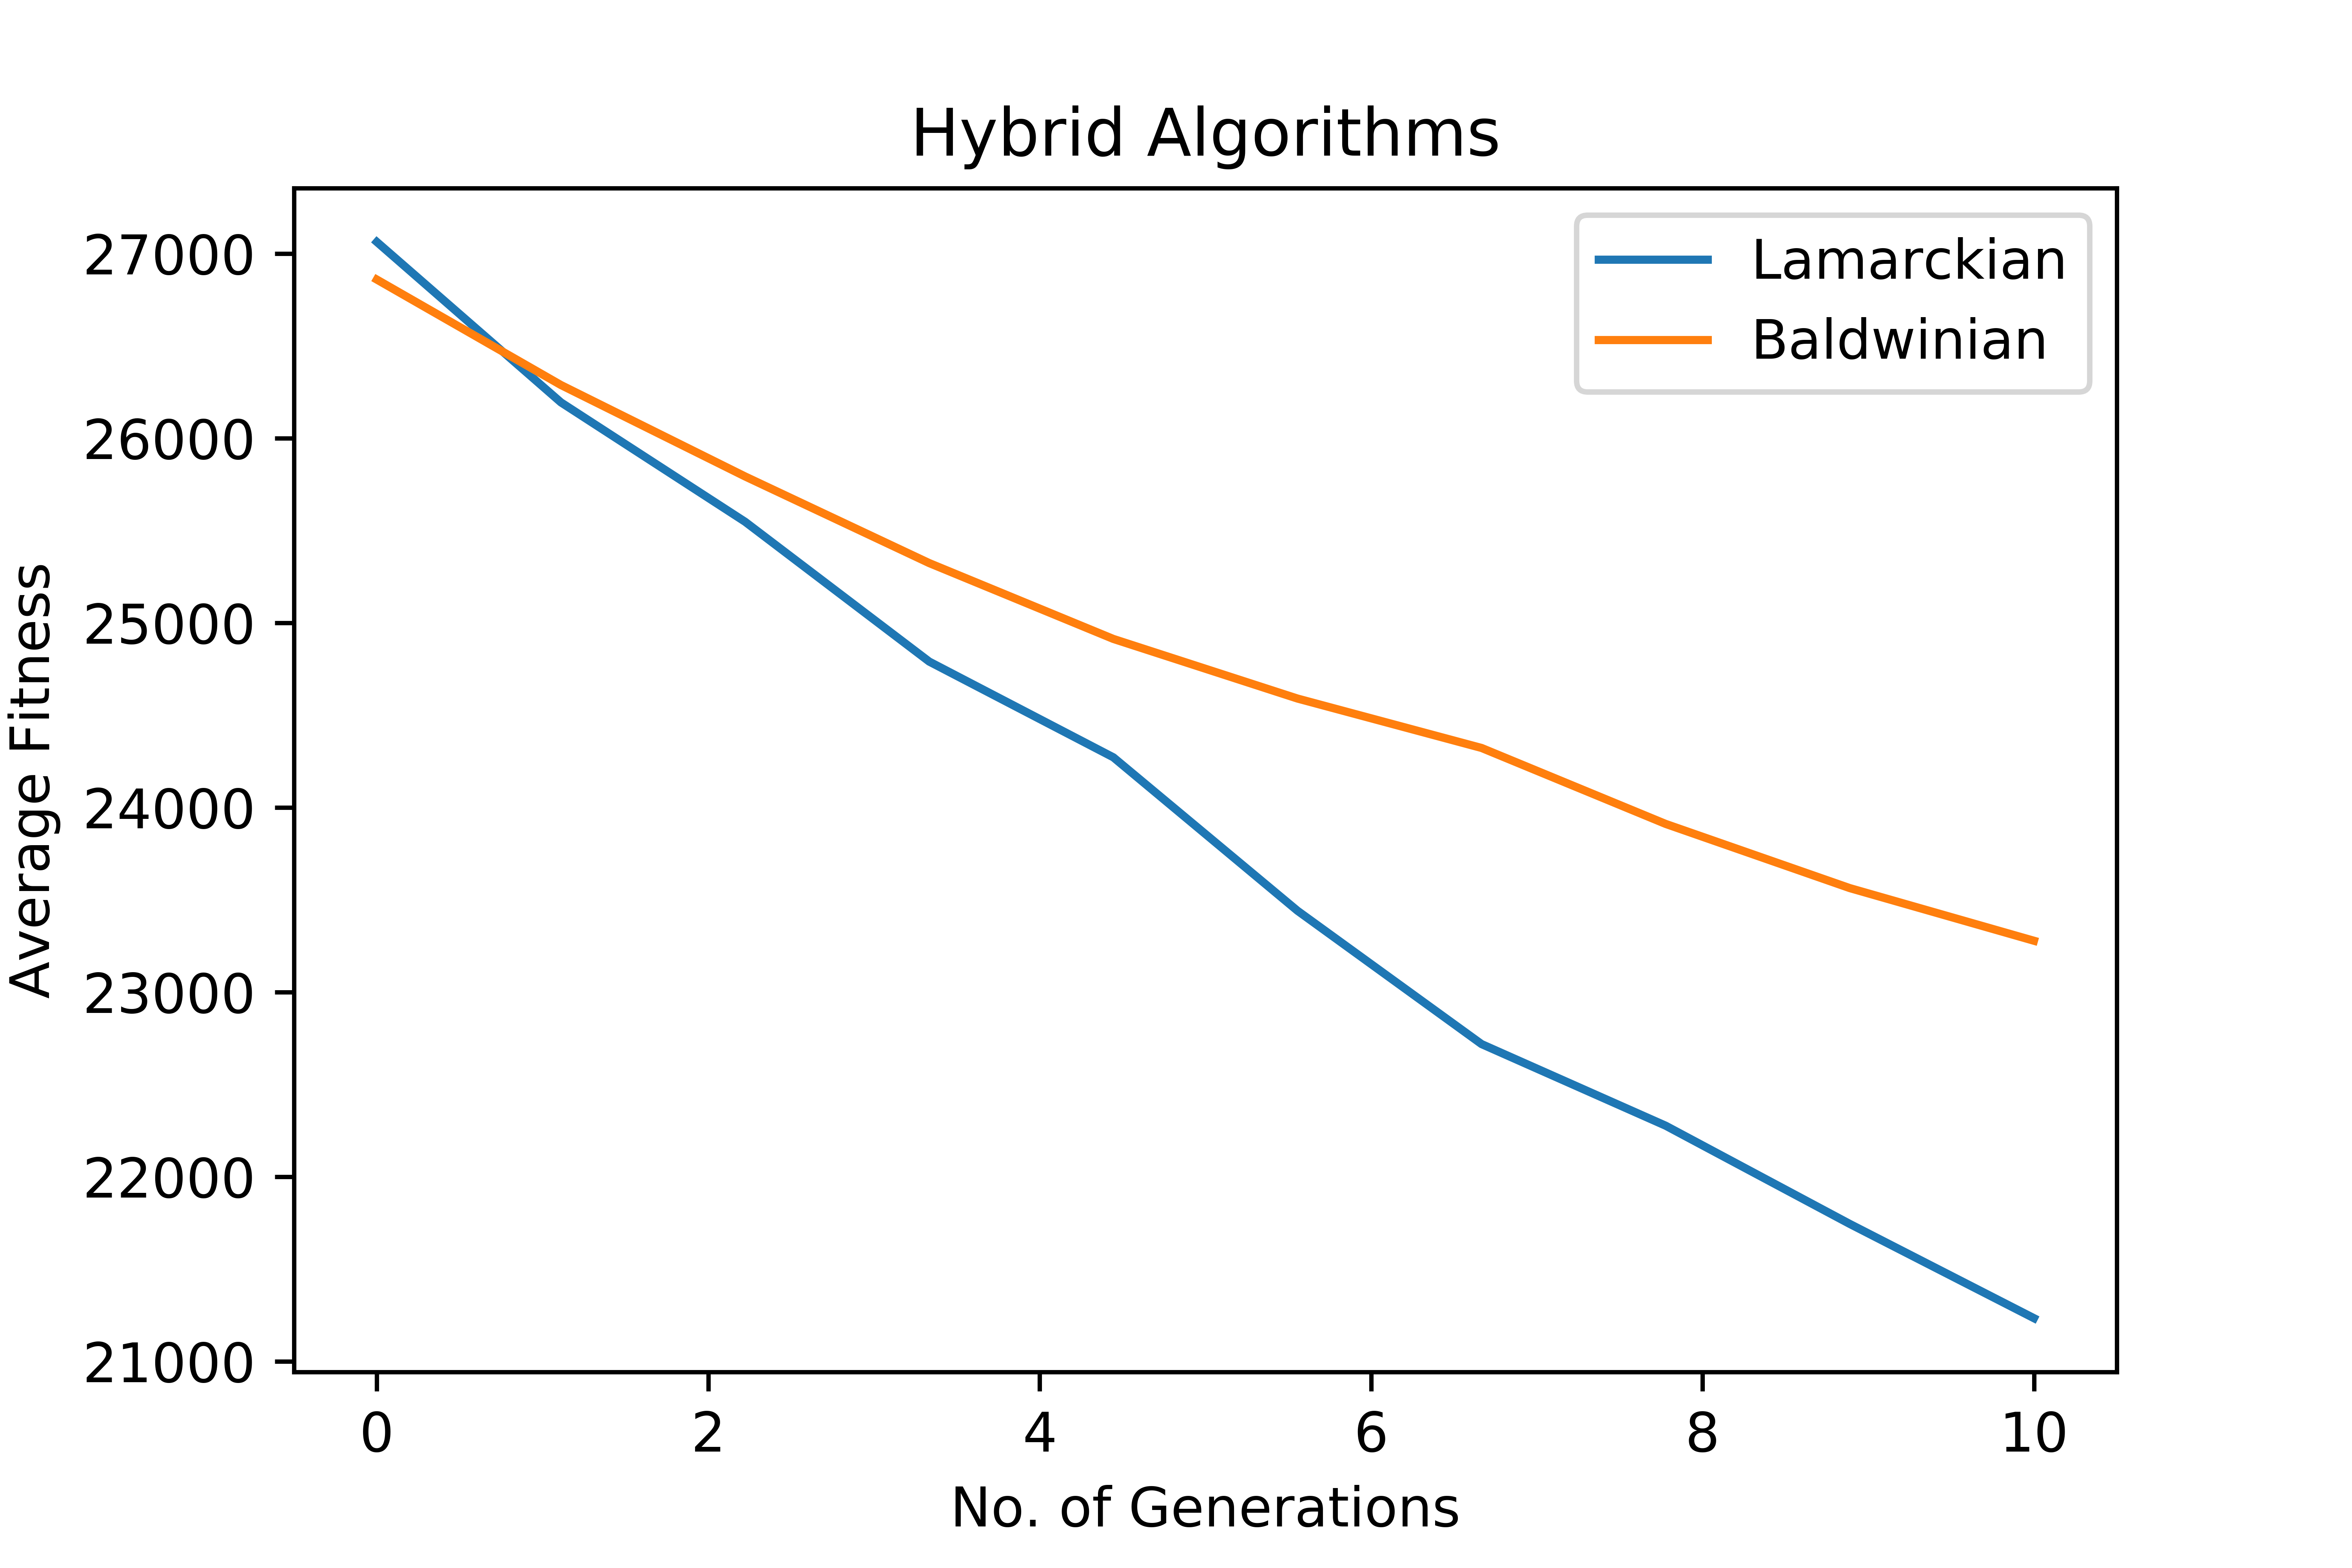 Hybrid Algorithms
Lamarckian
Baldwinian
27000
26000
25000
24000
23000
22000
21000
Average Fitness
0 2 4 6 8 10
No. of Generations